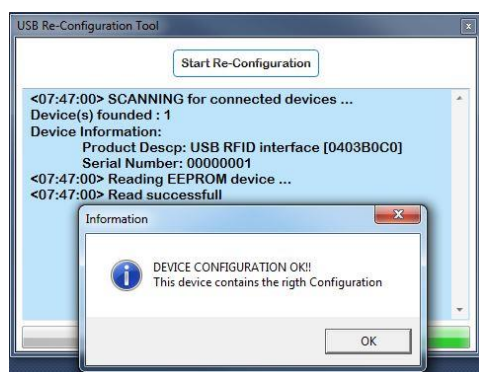 USB Re-Configuration Tool
Start Re-Configuration
<07:47:00> SCANNING for connected devices ...
Device(s) founded : 1
Device Information:
Product Descp: USB RFID interface [0403B0C0]
Serial Number: 00000001
<07:47:00> Reading EEPROM device ...
<07:47:00> Read successfull
Information
DEVICE CONFIGURATION OK!!
This device contains the rigth Configuration
OK